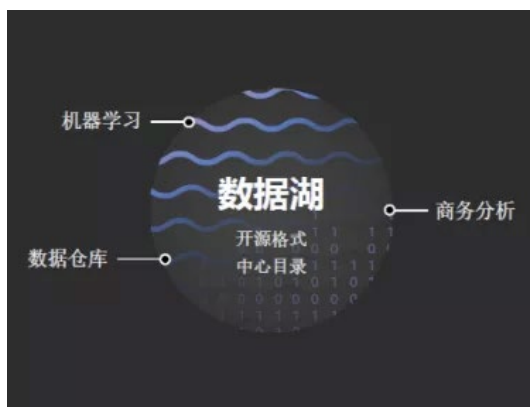 机器学习
数据湖
商务分析
开源格式
数据仓库
中心目录